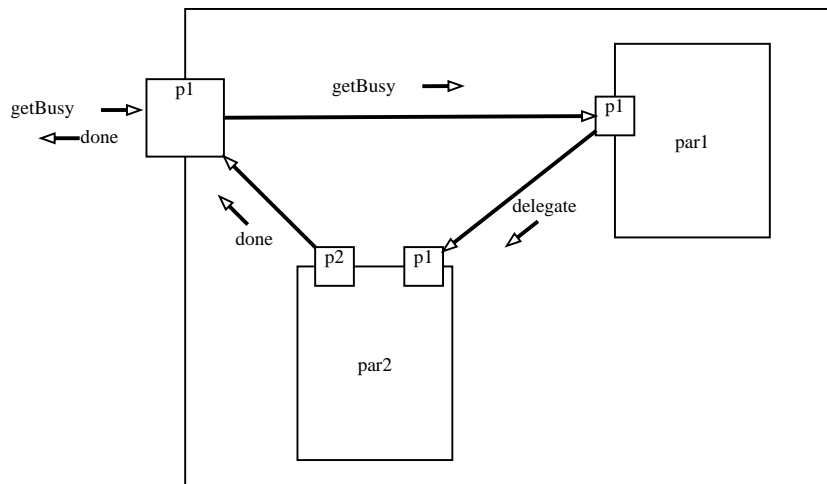 p1
getBusy
getBusy
p1
done
par1
delegate
done
p2
p1
par2